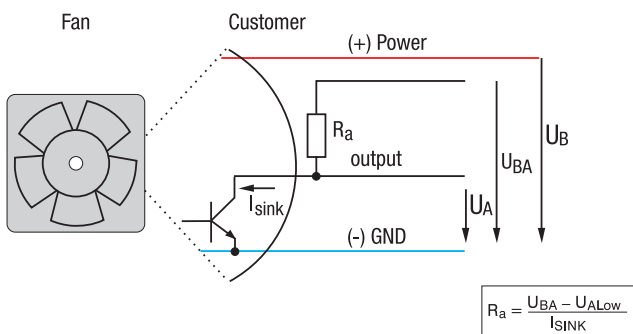 Fan
Customer
(+) Power
Ra
output
Isink
UA
UBA
UB
(-) GND
Ra = UBA – UALow
ISINK